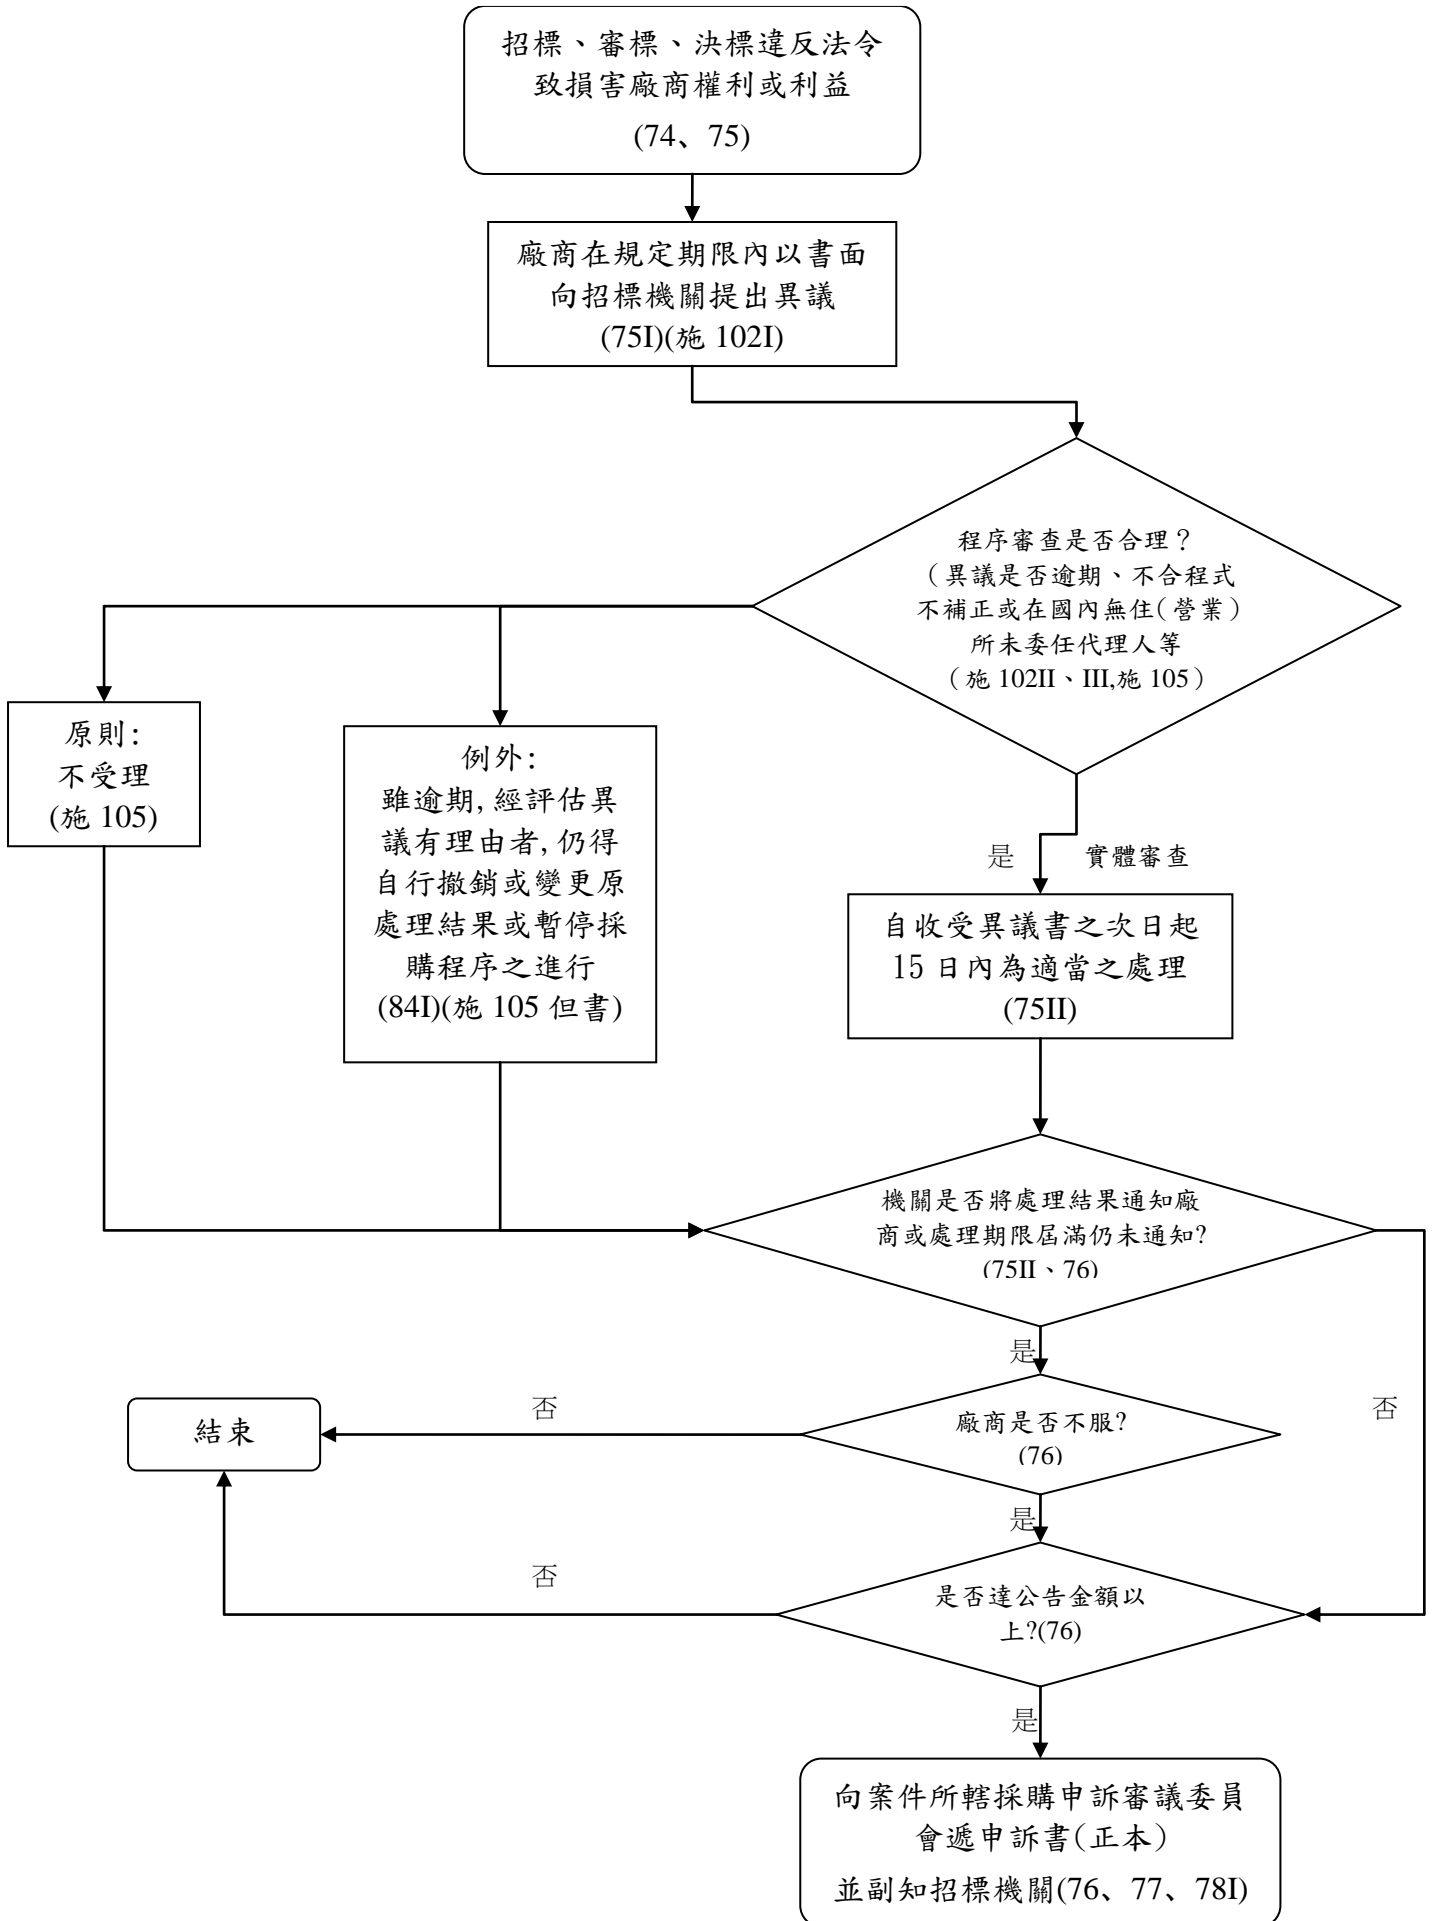 招標、審標、決標違反法令
致損害廠商權利或利益
(74、75)
廠商在規定期限內以書面
向招標機關提出異議
(75I)(施 102I)
程序審查是否合理？
（異議是否逾期、不合程式
不補正或在國內無住（營業）
所未委任代理人等
（施 102II、III,施 105）
原則：
不受理
(施 105)
例外：
雖逾期,經評估異
議有理由者,仍得
自行撤銷或變更原
處理結果或暫停採
購程序之進行
(84I)(施 105 但書)
是
實體審查
自收受異議書之次日起
15 日內為適當之處理
(75II)
機關是否將處理結果通知廠
商或處理期限屆滿仍未通知?
(75II、76)
是
否
廠商是否不服?
(76)
否
結束
是
是否達公告金額以
上?(76)
否
是
向案件所轄採購申訴審議委員
會遞申訴書(正本)
並副知招標機關(76、77、78I)